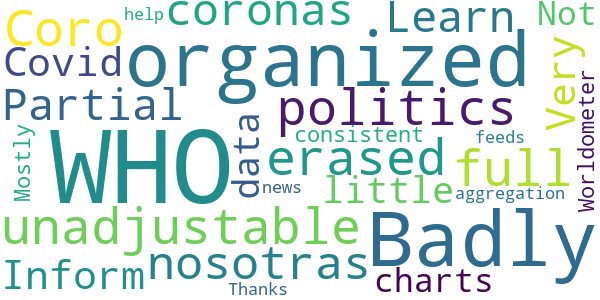 Coro
help
coronas
Learn
Not
Covid
organized
Very
Partial
politics
Worldometer
Mostly
WHO
data
consistent
feeds
erased
full
news
little
aggregation
unadjustable
Badly
Inform
nosotras
charts
Thanks